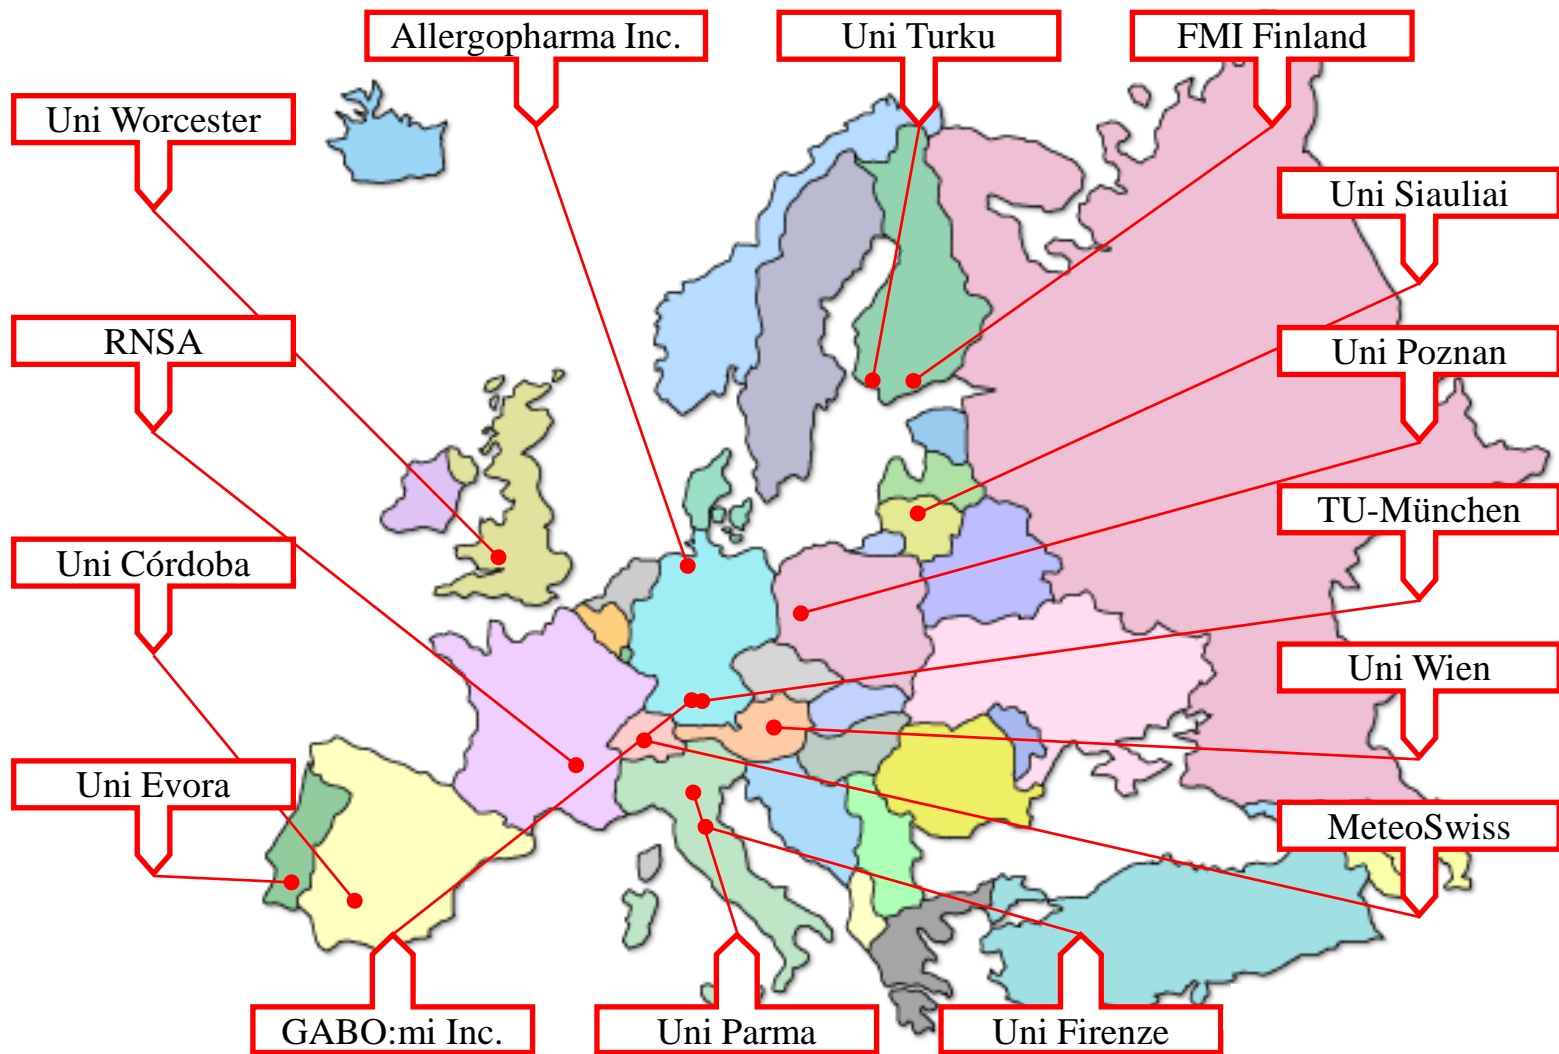 Allergopharma Inc.
Uni Turku
FMI Finland
Uni Worcester
Uni Siauliai
RNSA
Uni Poznan
TU-München
Uni Córdoba
Uni Wien
Uni Evora
MeteoSwiss
GABO:mi Inc.
Uni Parma
Uni Firenze